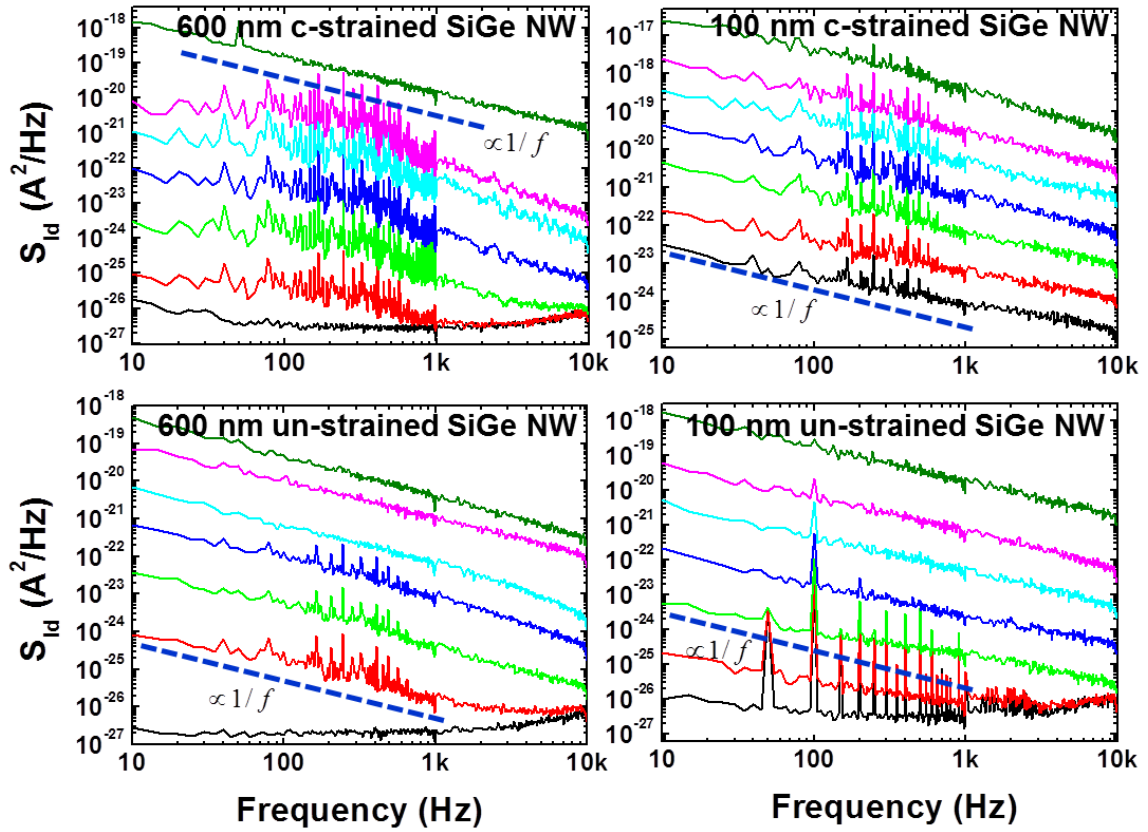 600 nm c-strained SiGe NW
10^-18
10^-19
10^-20
10^-21
10^-22
10^-23
10^-24
10^-25
10^-26
10^-27
∝1/f
10
100
1k
10k
100 nm c-strained SiGe NW
10^-17
10^-18
10^-19
10^-20
10^-21
10^-22
10^-23
10^-24
10^-25
∝1/f
10
100
1k
10k
S_Id (A^2/Hz)
600 nm un-strained SiGe NW
10^-18
10^-19
10^-20
10^-21
10^-22
10^-23
10^-24
10^-25
10^-26
10^-27
∝1/f
10
100
1k
10k
100 nm un-strained SiGe NW
10^-18
10^-19
10^-20
10^-21
10^-22
10^-23
10^-24
10^-25
10^-26
10^-27
∝1/f
10
100
1k
10k
S_Id (A^2/Hz)
Frequency (Hz)
Frequency (Hz)